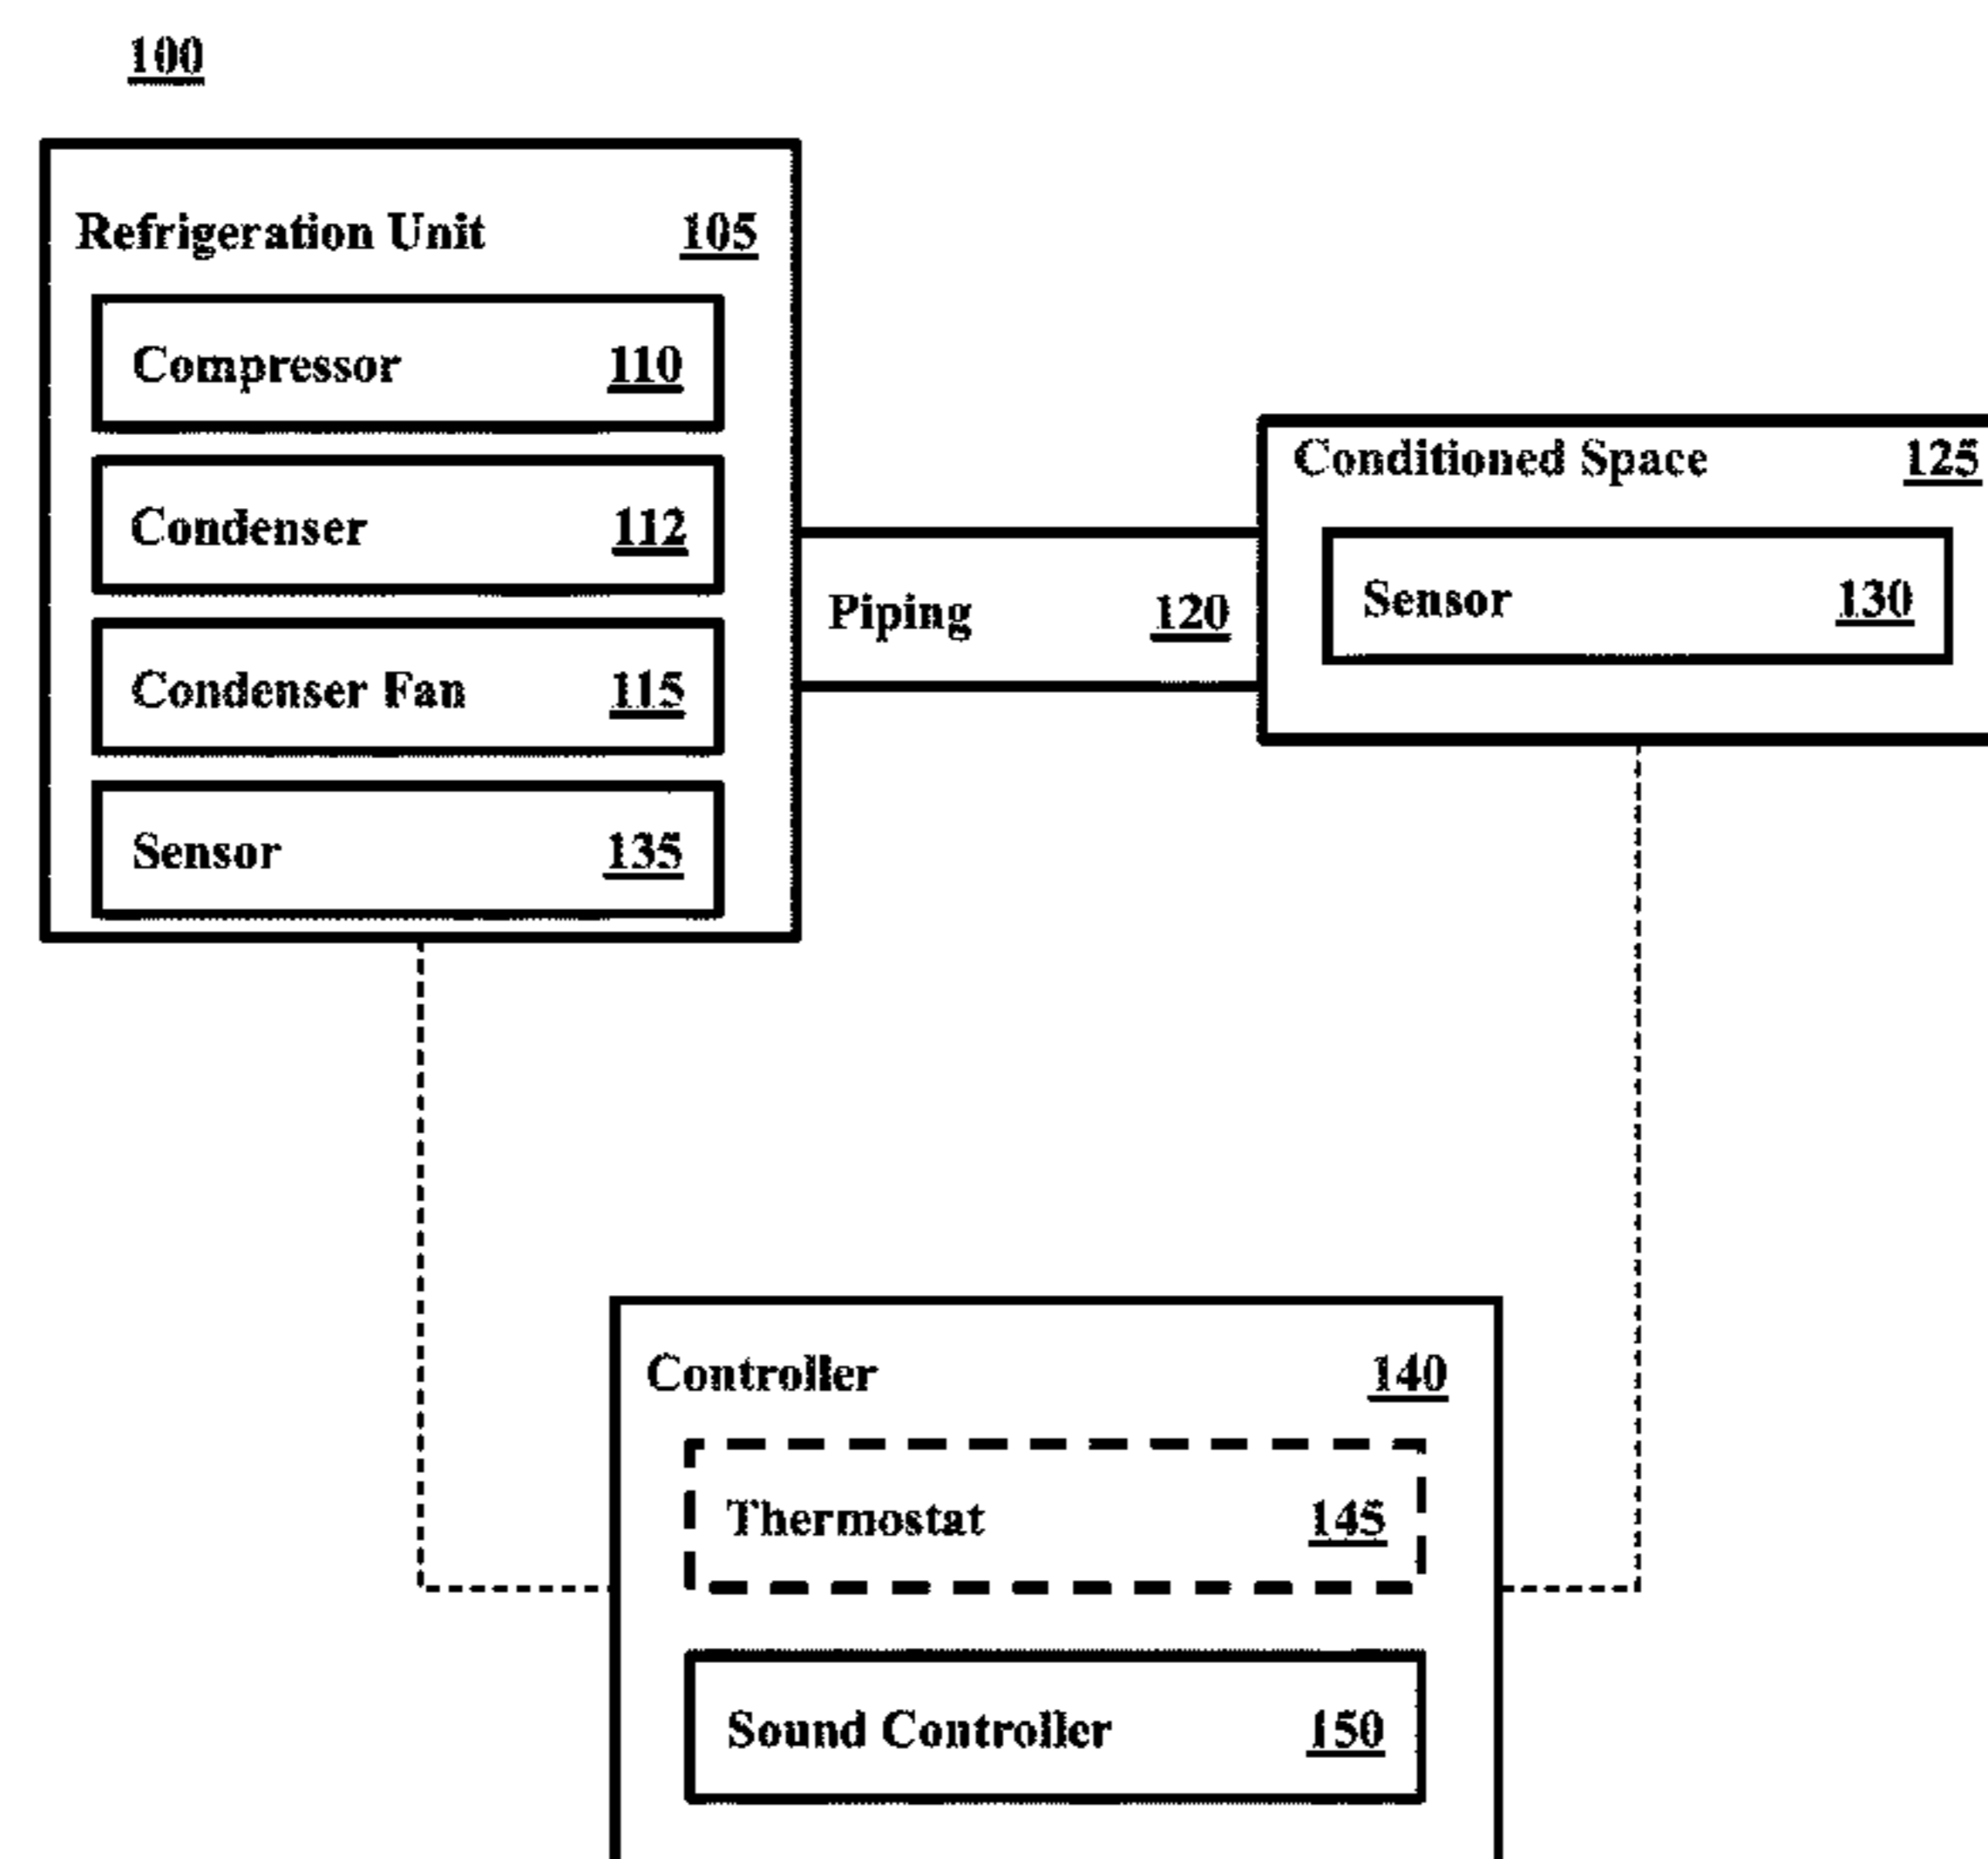 100
Refrigeration Unit 105
Compressor 110
Condenser 112
Condenser Fan 115
Sensor 135
Piping 120
Conditioned Space 125
Sensor 130
Controller 140
Thermostat 145
Sound Controller 150